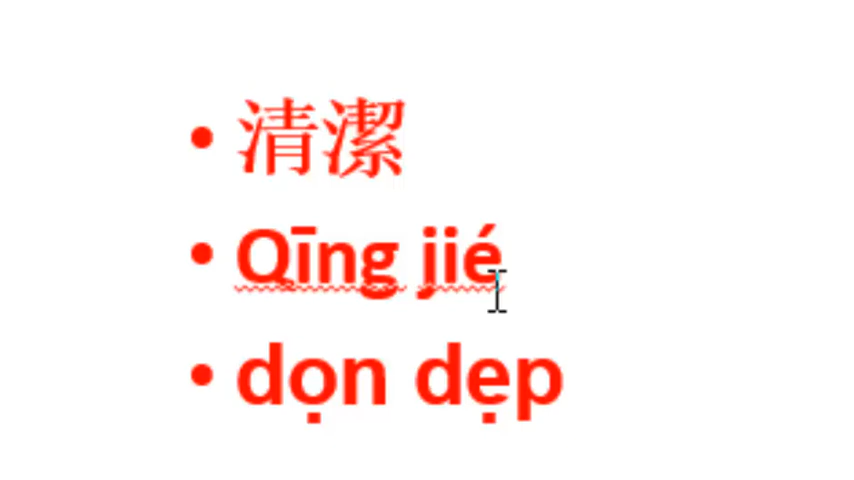 • 清潔
• Qīng jié
• dọn dẹp